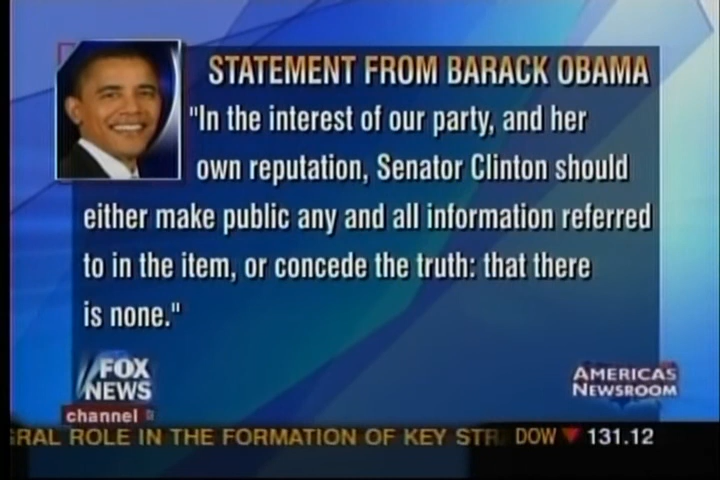 STATEMENT FROM BARACK OBAMA
"In the interest of our party, and her
own reputation, Senator Clinton should
either make public any and all information referred
to in the item, or concede the truth: that there
is none."
FOX
NEWS
channel
AMERICA'S
NEWSROOM
RAL ROLE IN THE FORMATION OF KEY STR DOW ▼ 131.12